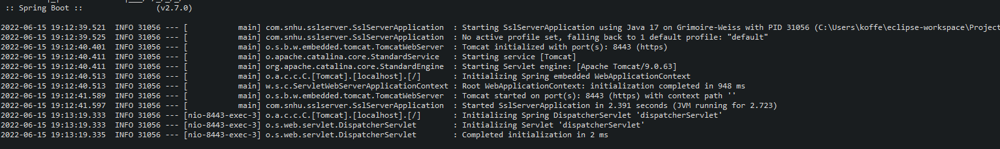 :: Spring Boot ::                (v2.7.0)
2022-06-15 19:12:39.521  INFO 31056 --- [           main] com.snhu.sslserver.SslServerApplication  : Starting SslServerApplication using Java 17 on Grimoire-Weiss with PID 31056 (C:\Users\koffe\eclipse-workspace\Project
2022-06-15 19:12:39.525  INFO 31056 --- [           main] com.snhu.sslserver.SslServerApplication  : No active profile set, falling back to 1 default profile: "default"
2022-06-15 19:12:40.401  INFO 31056 --- [           main] o.s.b.w.embedded.tomcat.TomcatWebServer  : Tomcat initialized with port(s): 8443 (https)
2022-06-15 19:12:40.411  INFO 31056 --- [           main] o.apache.catalina.core.StandardService   : Starting service [Tomcat]
2022-06-15 19:12:40.411  INFO 31056 --- [           main] org.apache.catalina.core.StandardEngine  : Starting Servlet engine: [Apache Tomcat/9.0.63]
2022-06-15 19:12:40.513  INFO 31056 --- [           main] o.a.c.c.C.[Tomcat].[localhost].[/]       : Initializing Spring embedded WebApplicationContext
2022-06-15 19:12:40.513  INFO 31056 --- [           main] w.s.c.ServletWebServerApplicationContext : Root WebApplicationContext: initialization completed in 948 ms
2022-06-15 19:12:41.589  INFO 31056 --- [           main] o.s.b.w.embedded.tomcat.TomcatWebServer  : Tomcat started on port(s): 8443 (https) with context path ''
2022-06-15 19:12:41.597  INFO 31056 --- [           main] com.snhu.sslserver.SslServerApplication  : Started SslServerApplication in 2.391 seconds (JVM running for 2.723)
2022-06-15 19:13:19.333  INFO 31056 --- [nio-8443-exec-3] o.a.c.c.C.[Tomcat].[localhost].[/]       : Initializing Spring DispatcherServlet 'dispatcherServlet'
2022-06-15 19:13:19.333  INFO 31056 --- [nio-8443-exec-3] o.s.web.servlet.DispatcherServlet        : Initializing Servlet 'dispatcherServlet'
2022-06-15 19:13:19.335  INFO 31056 --- [nio-8443-exec-3] o.s.web.servlet.DispatcherServlet        : Completed initialization in 2 ms